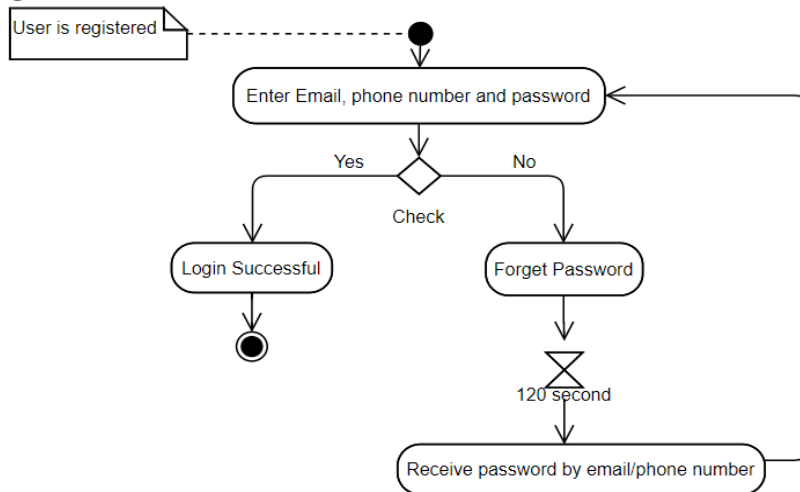 User is registered
Enter Email, phone number and password
Yes
No
Check
Login Successful
Forget Password
120 second
Receive password by email/phone number